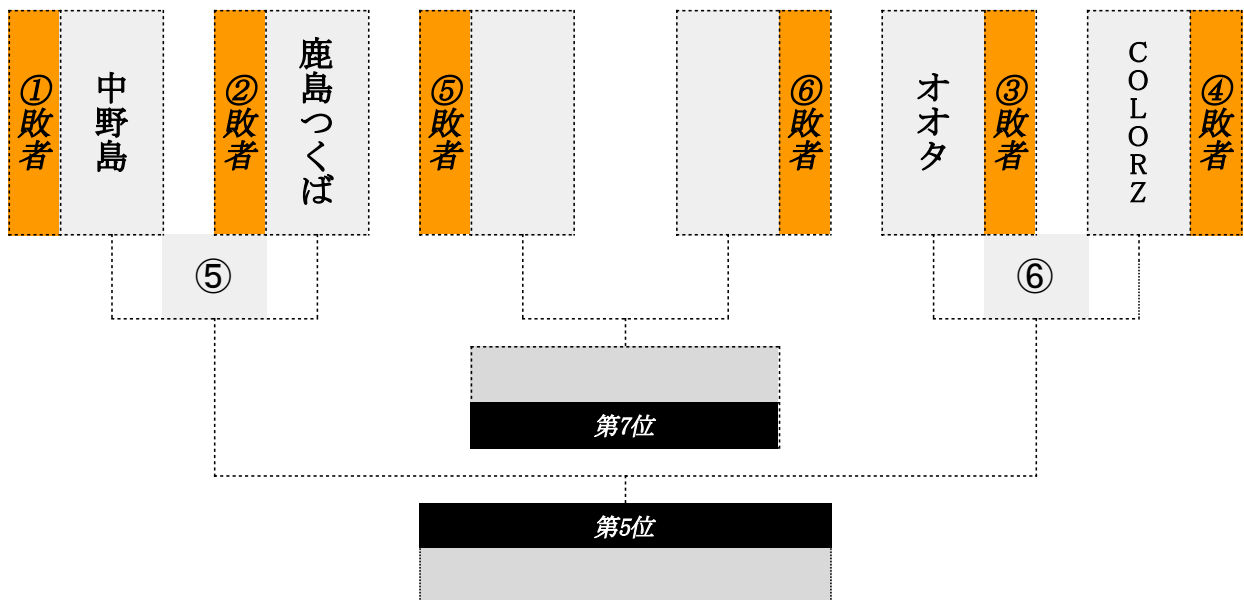 ①敗者
中野島
②敗者
鹿島つくば
⑤敗者
⑥敗者
オオタ
③敗者
COLORZ
④敗者
⑤
⑥
第7位
第5位